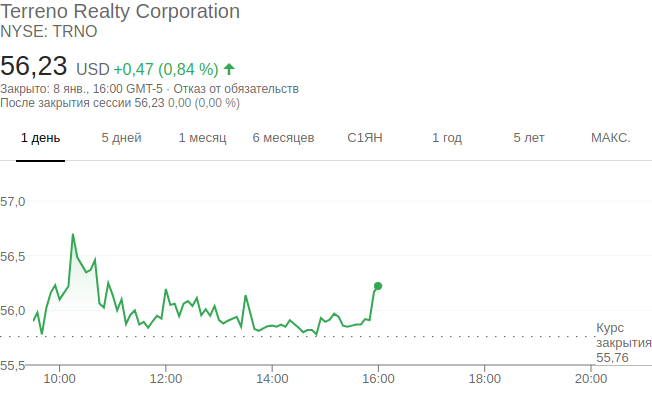 Terreno Realty Corporation
NYSE: TRNO
56,23 USD +0,47 (0,84 %)
Закрыто: 8 янв., 16:00 GMT-5 · Отказ от обязательств
После закрытия сессии 56,23 0,00 (0,00 %)
1 день 5 дней 1 месяц 6 месяцев С1ЯН 1 год 5 лет МАКС.
57,0
56,5
56,0
55,5
Курс
закрытия
55,76
10:00 12:00 14:00 16:00 18:00 20:00